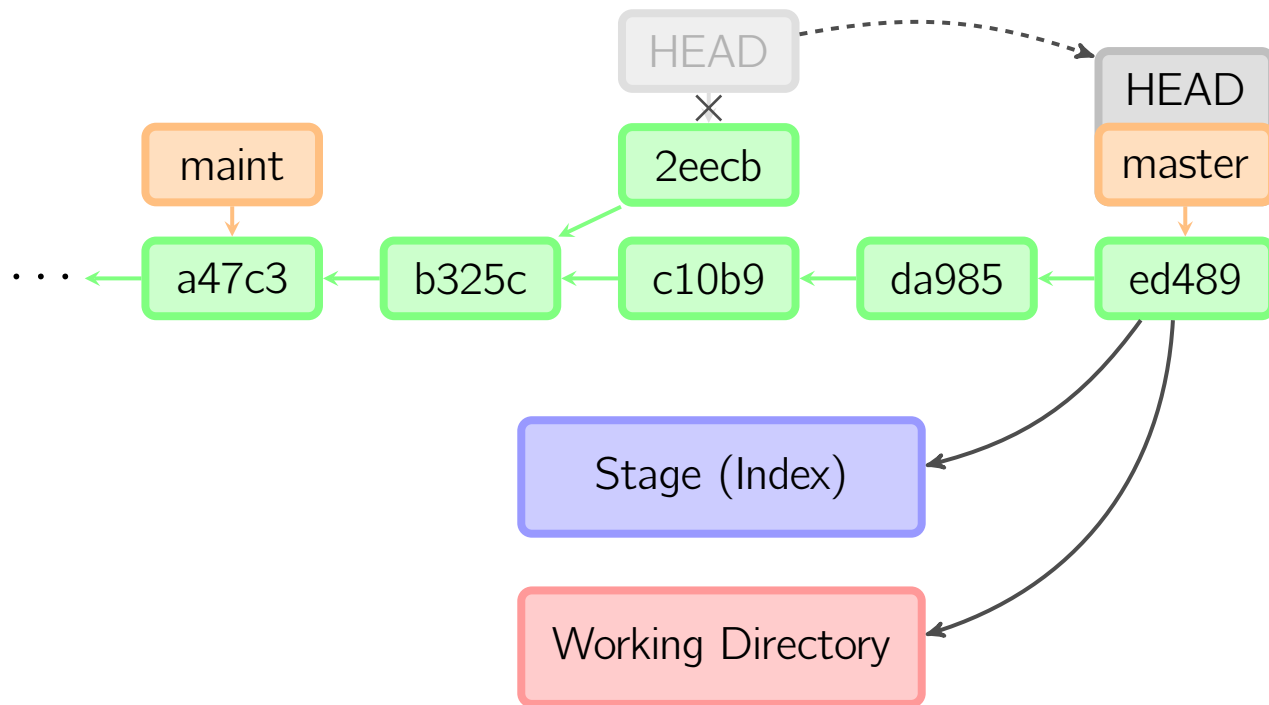 HEAD
HEAD
maint
2eecb
master
...
a47c3
b325c
c10b9
da985
ed489
Stage (Index)
Working Directory